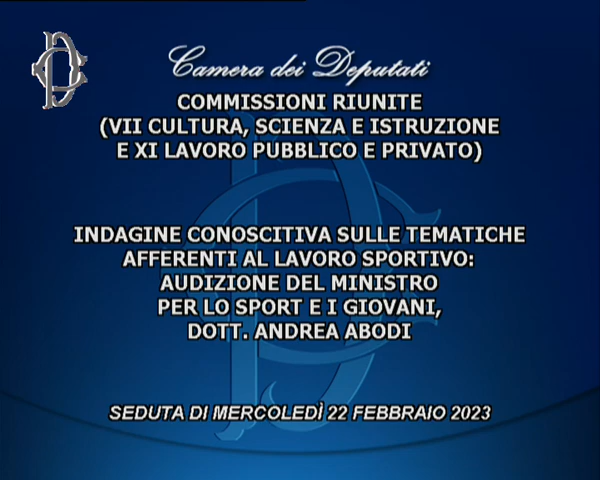 Camera dei Deputati
COMMISSIONI RIUNITE
(VII CULTURA, SCIENZA E ISTRUZIONE
E XI LAVORO PUBBLICO E PRIVATO)
INDAGINE CONOSCITIVA SULLE TEMATICHE
AFFERENTI AL LAVORO SPORTIVO:
AUDIZIONE DEL MINISTRO
PER LO SPORT E I GIOVANI,
DOTT. ANDREA ABODI
SEDUTA DI MERCOLEDÌ 22 FEBBRAIO 2023